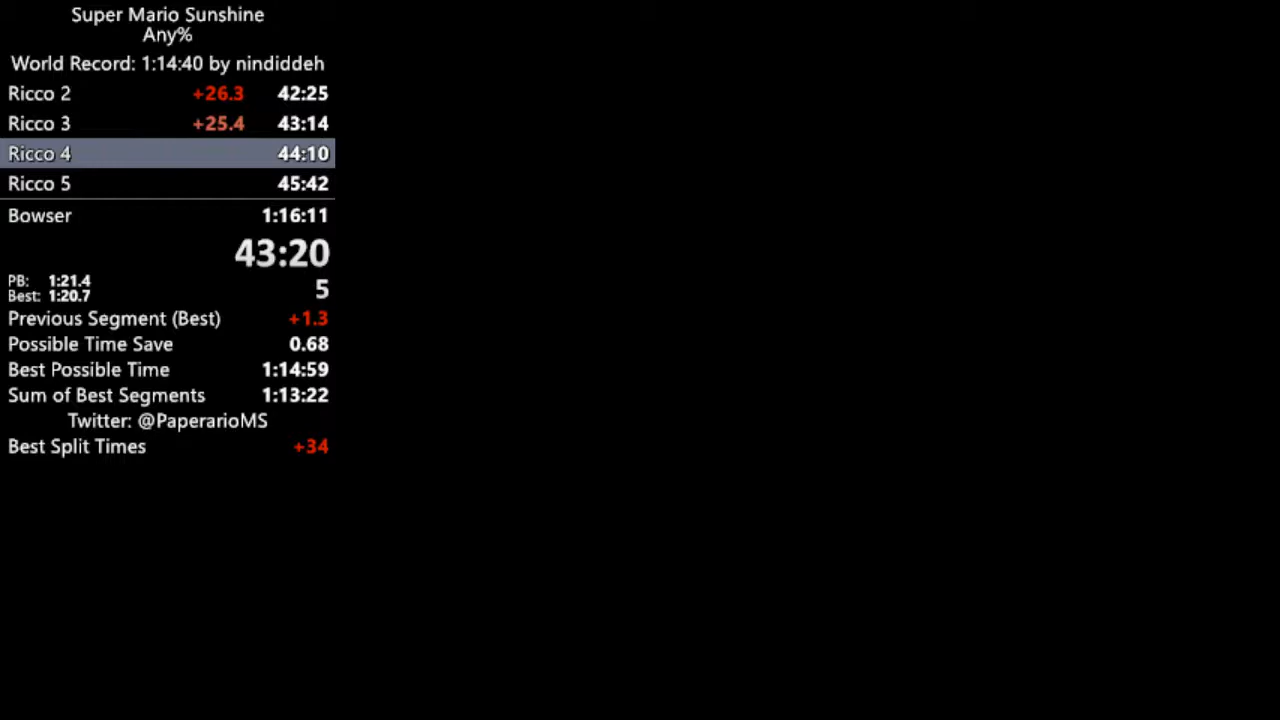 Super Mario Sunshine
Any%
World Record: 1:14:40 by nindiddeh
Ricco 2 +26.3 42:25
Ricco 3 +25.4 43:14
Ricco 4 44:10
Ricco 5 45:42
Bowser 1:16:11
43:20
PB: 1:21.4
Best: 1:20.7
5
Previous Segment (Best) +1.3
Possible Time Save 0.68
Best Possible Time 1:14:59
Sum of Best Segments 1:13:22
Twitter: @PaperarioMS
Best Split Times +34